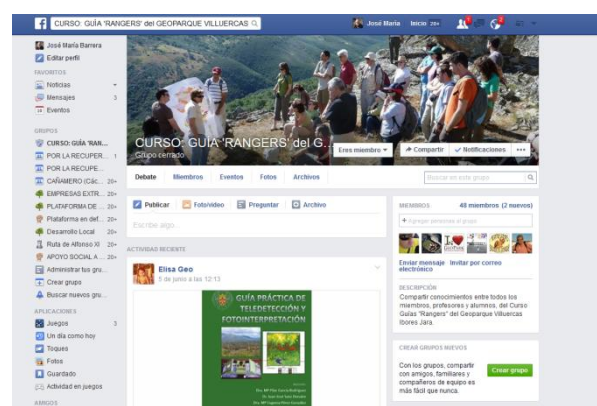 CURSO: GUÍA 'RANGERS' del GEOPARQUE VILLUERCAS
José María Inicio 20+
José María Barrera
Editar perfil
FAVORITOS
Noticias
Mensajes 3
Eventos
GRUPOS
CURSO: GUÍA 'RAN...
POR LA RECUPER... 1
POR LA RECUPE...
CAÑAMERO (Các... 20+
EMPRESAS EXTR... 20+
PLATAFORMA DE ... 20+
Plataforma en def... 20+
Desarrollo Local 20+
Ruta de Alfonso XI 20+
APOYO SOCIAL A ... 20+
Administrar tus gru...
Crear grupo
Buscar nuevos gru...
APLICACIONES
Juegos 3
Un día como hoy
Toques
Fotos
Guardado
Actividad en juegos
AMIGOS
CURSO: GUÍA 'RANGERS' del G...
Grupo cerrado
Eres miembro
Compartir
Notificaciones
Debate Miembros Eventos Fotos Archivos
Buscar en este grupo
Publicar Foto/vídeo Preguntar Archivo
Escribe algo...
ACTIVIDAD RECIENTE
Elisa Geo
5 de junio a las 12:13
GUÍA PRÁCTICA DE
TELEDETECCIÓN Y
FOTOINTERPRETACIÓN
MIEMBROS 48 miembros (2 nuevos)
+ Agregar personas al grupo
Enviar mensaje Invitar por correo
electrónico
DESCRIPCIÓN
Compartir conocimientos entre todos los
miembros, profesores y alumnos, del Curso
Guías "Rangers" del Geoparque Villuercas
Ibores Jara.
CREAR GRUPOS NUEVOS
Con los grupos, compartir
con amigos, familiares y
compañeros de equipo es
más fácil que nunca.
Crear grupo